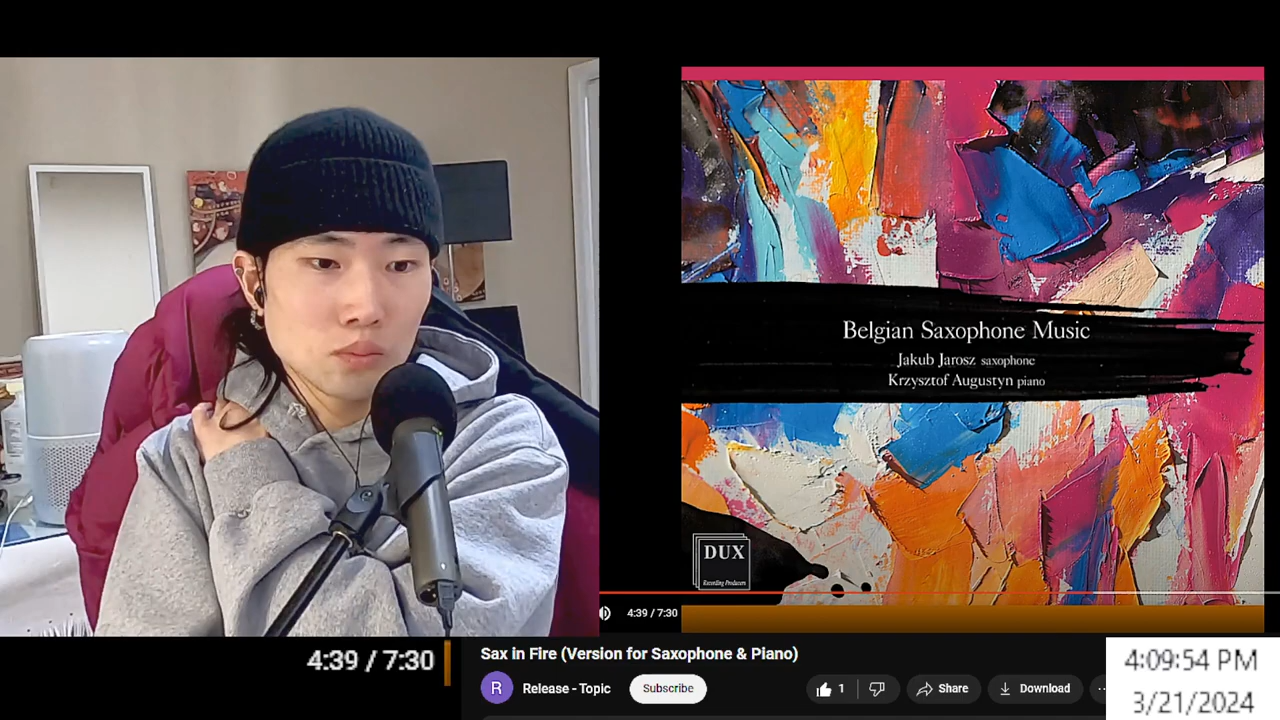 Belgian Saxophone Music
Jakub Jarosz saxophone
Krzysztof Augustyn piano
DUX
Recording Producers
4:39 / 7:30
4:39 / 7:30
Sax in Fire (Version for Saxophone & Piano)
R
Release - Topic
Subscribe
1
Share
Download
4:09:54 PM
3/21/2024